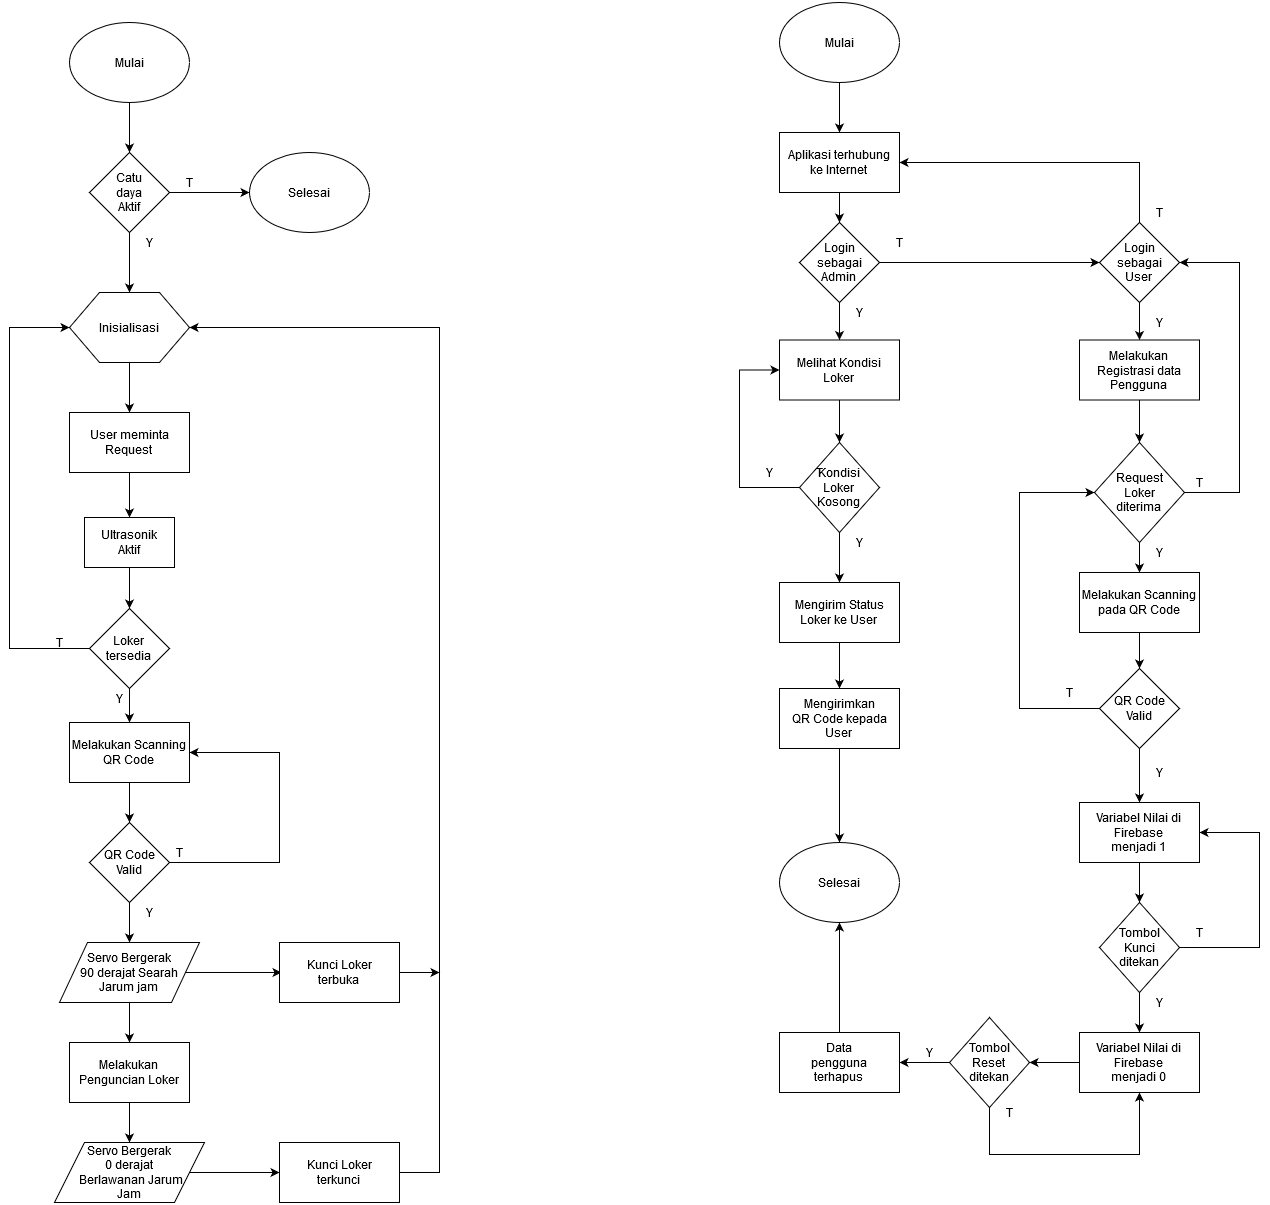 Mulai
Catu
daya
Aktif
T
Selesai
Y
Inisialisasi
User meminta
Request
Ultrasonik
Aktif
Loker
tersedia
T
Y
Melakukan Scanning
QR Code
QR Code
Valid
T
Y
Servo Bergerak
90 derajat Searah
Jarum jam
Kunci Loker
terbuka
Melakukan
Penguncian Loker
Servo Bergerak
0 derajat
Berlawanan Jarum
Jam
Kunci Loker
terkunci
Mulai
Aplikasi terhubung
ke Internet
Login
sebagai
Admin
T
Y
Melihat Kondisi
Loker
Kondisi
Loker
Kosong
Y
Y
Mengirim Status
Loker ke User
Mengirimkan
QR Code kepada
User
Selesai
Login
sebagai
User
T
Y
Melakukan
Registrasi data
Pengguna
Request
Loker
diterima
T
Y
Melakukan Scanning
pada QR Code
QR Code
Valid
T
Y
Variabel Nilai di
Firebase
menjadi 1
Tombol
Kunci
ditekan
T
Y
Variabel Nilai di
Firebase
menjadi 0
Tombol
Reset
ditekan
Y
T
Data
pengguna
terhapus